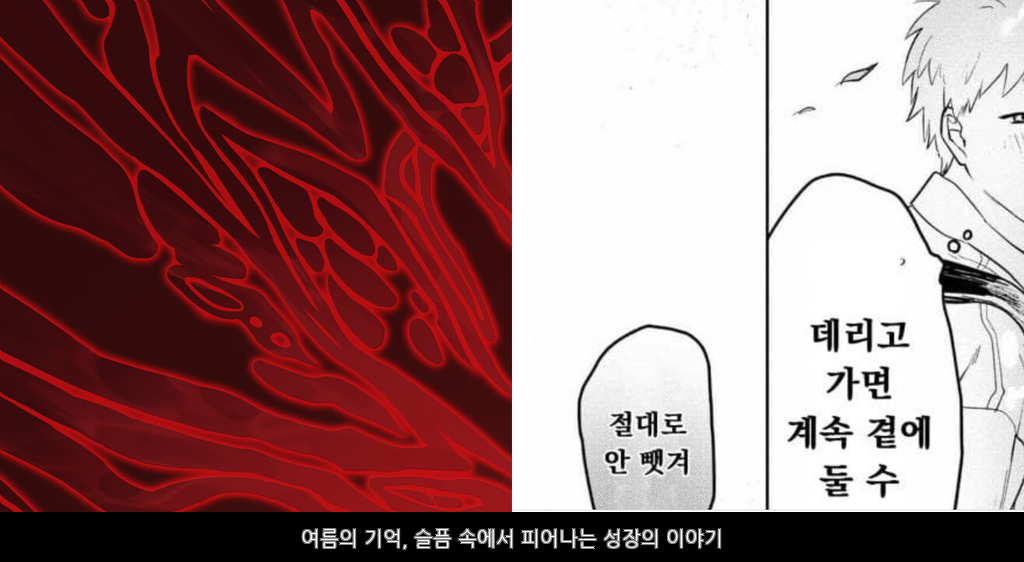 데리고
가면
계속 곁에
둘 수
절대로
안 뺏겨
여름의 기억, 슬픔 속에서 피어나는 성장의 이야기